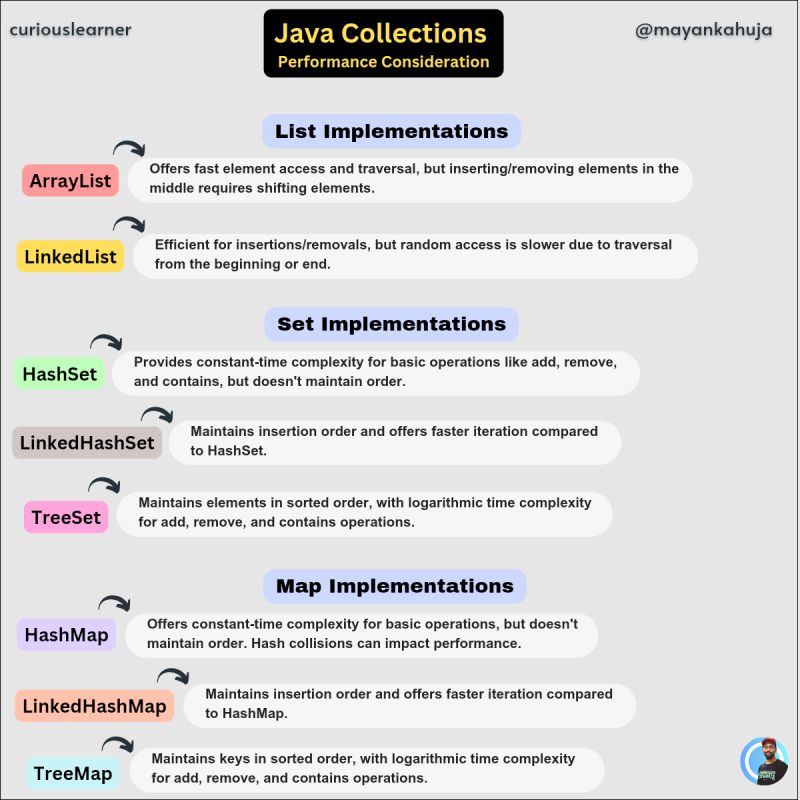 curiouslearner
Java Collections
Performance Consideration
@mayankahuja
List Implementations
ArrayList
Offers fast element access and traversal, but inserting/removing elements in the
middle requires shifting elements.
LinkedList
Efficient for insertions/removals, but random access is slower due to traversal
from the beginning or end.
Set Implementations
HashSet
Provides constant-time complexity for basic operations like add, remove,
and contains, but doesn't maintain order.
LinkedHashSet
Maintains insertion order and offers faster iteration compared
to HashSet.
TreeSet
Maintains elements in sorted order, with logarithmic time complexity
for add, remove, and contains operations.
Map Implementations
HashMap
Offers constant-time complexity for basic operations, but doesn't
maintain order. Hash collisions can impact performance.
LinkedHashMap
Maintains insertion order and offers faster iteration compared
to HashMap.
TreeMap
Maintains keys in sorted order, with logarithmic time complexity
for add, remove, and contains operations.